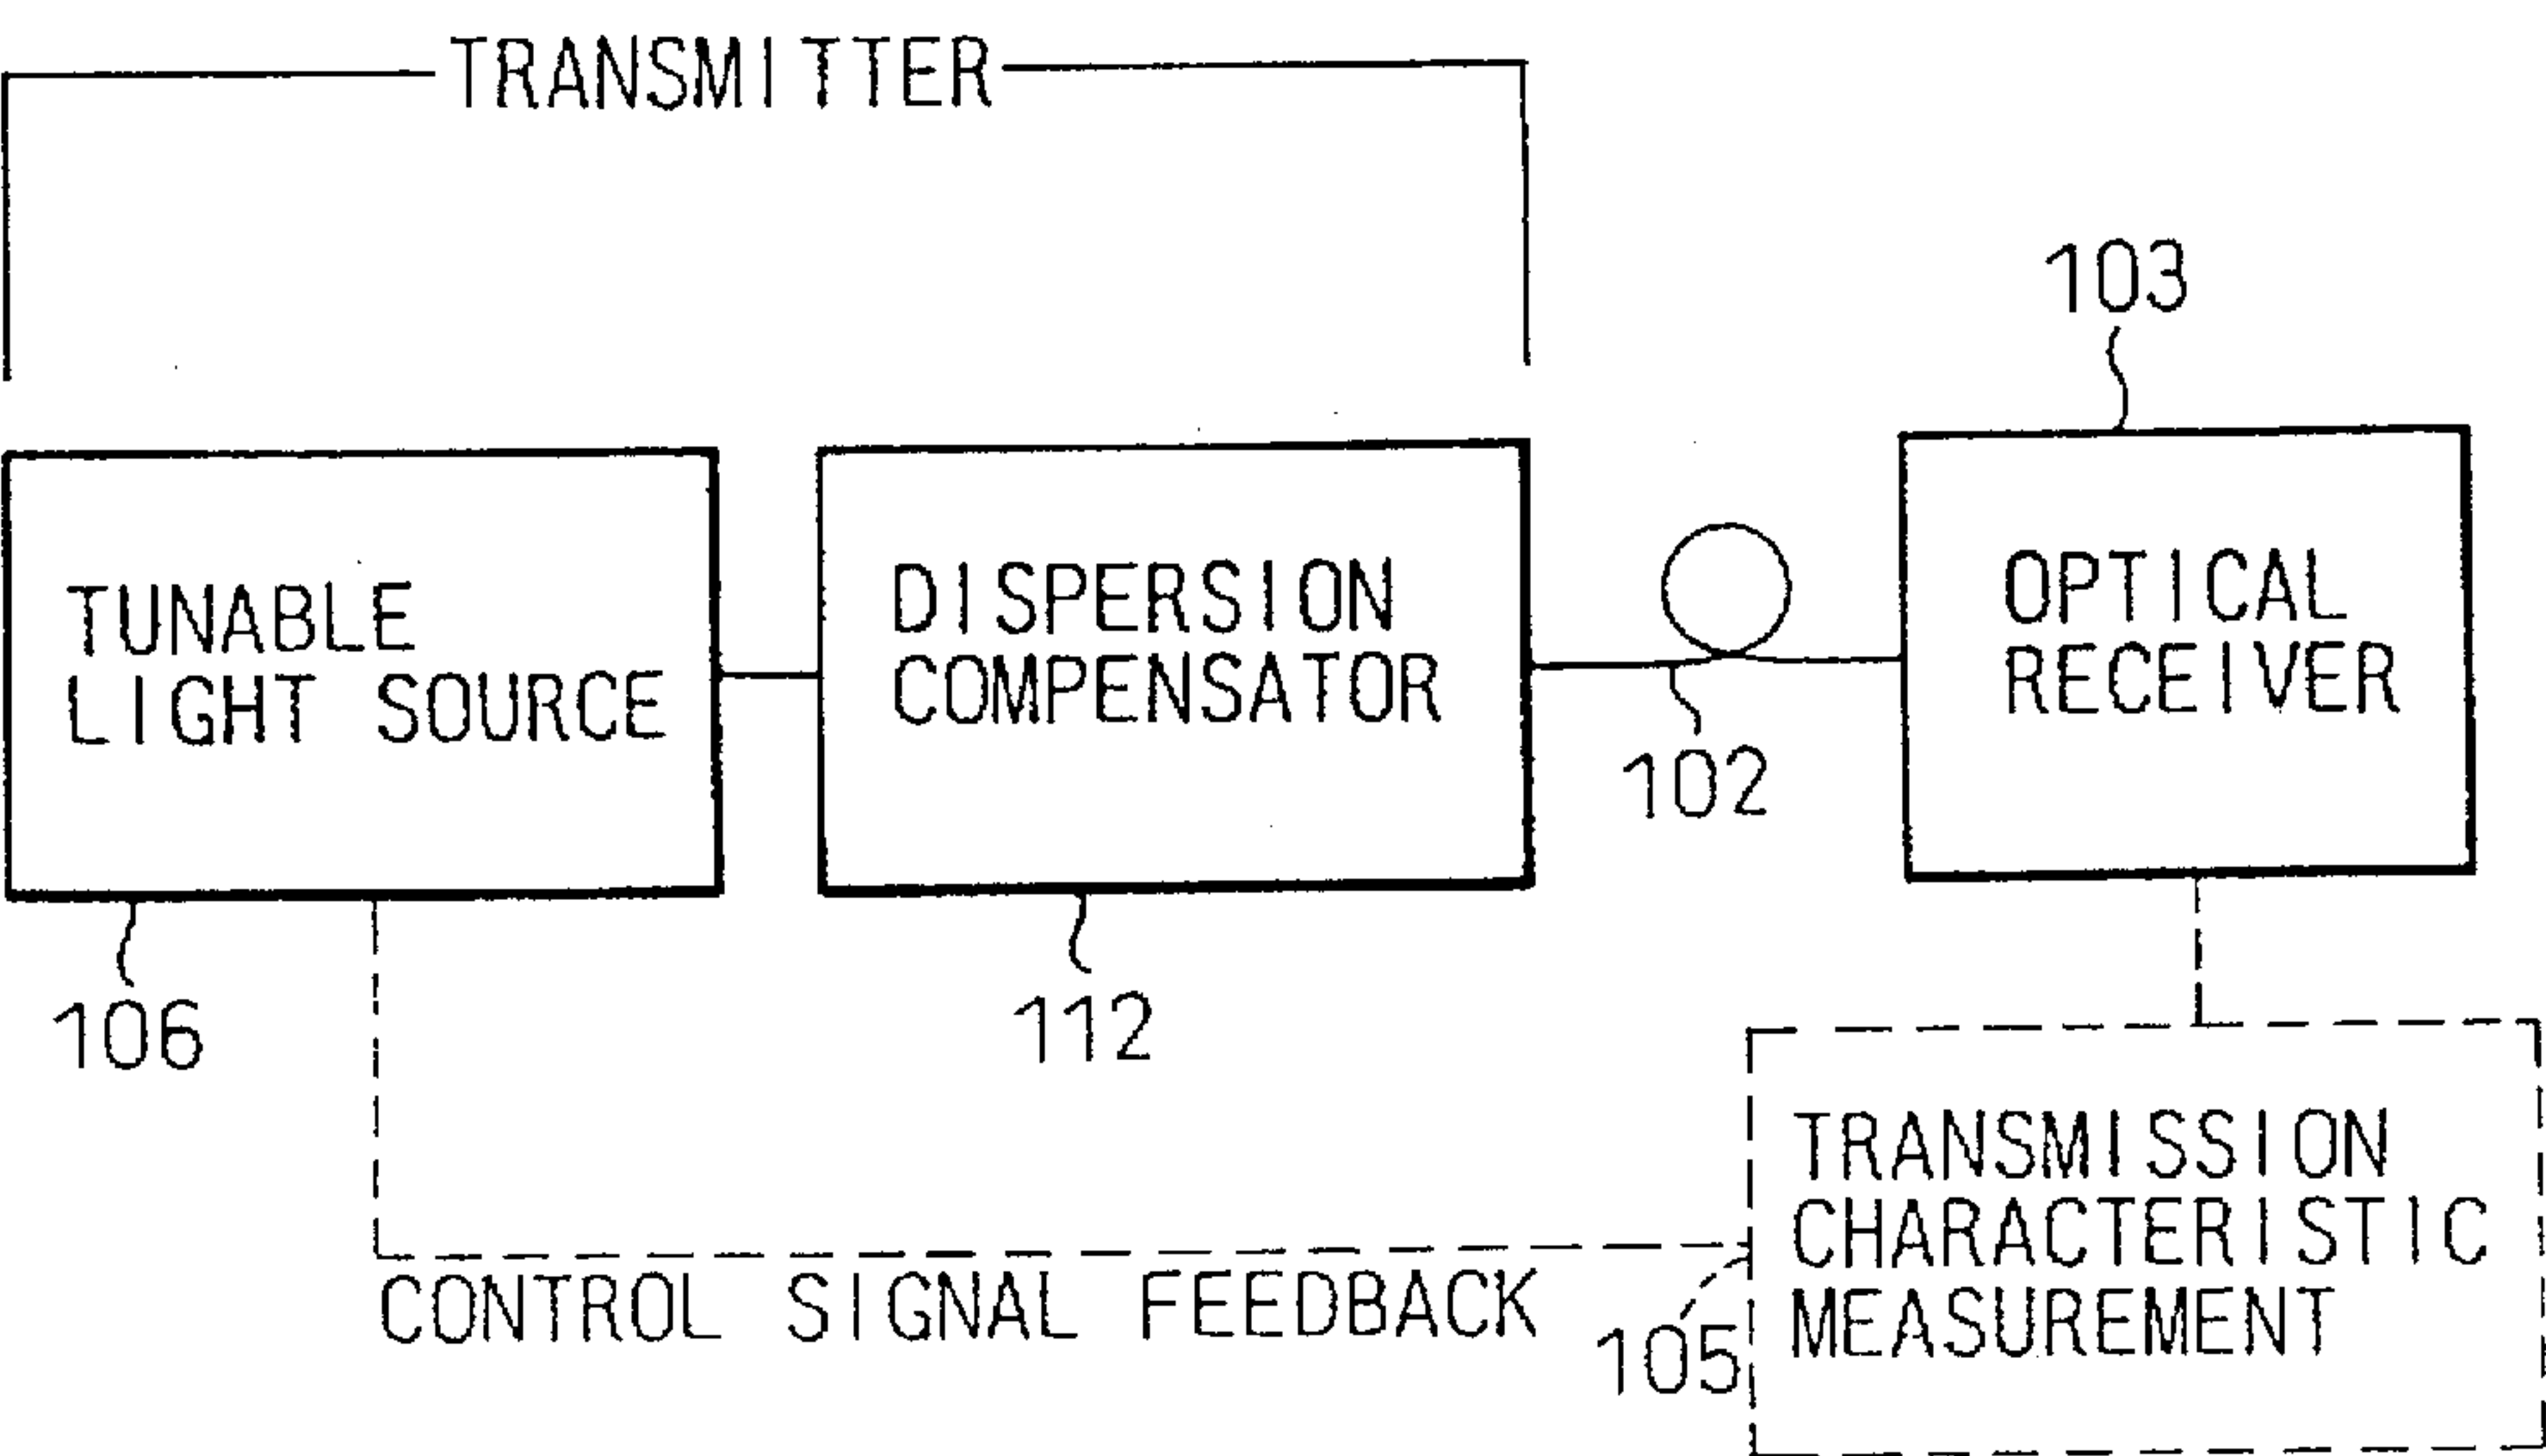 TRANSMITTER
103
TUNABLE
LIGHT SOURCE
DISPERSION
COMPENSATOR
OPTICAL
RECEIVER
102
106
112
TRANSMISSION
CHARACTERISTIC
MEASUREMENT
CONTROL SIGNAL FEEDBACK
105